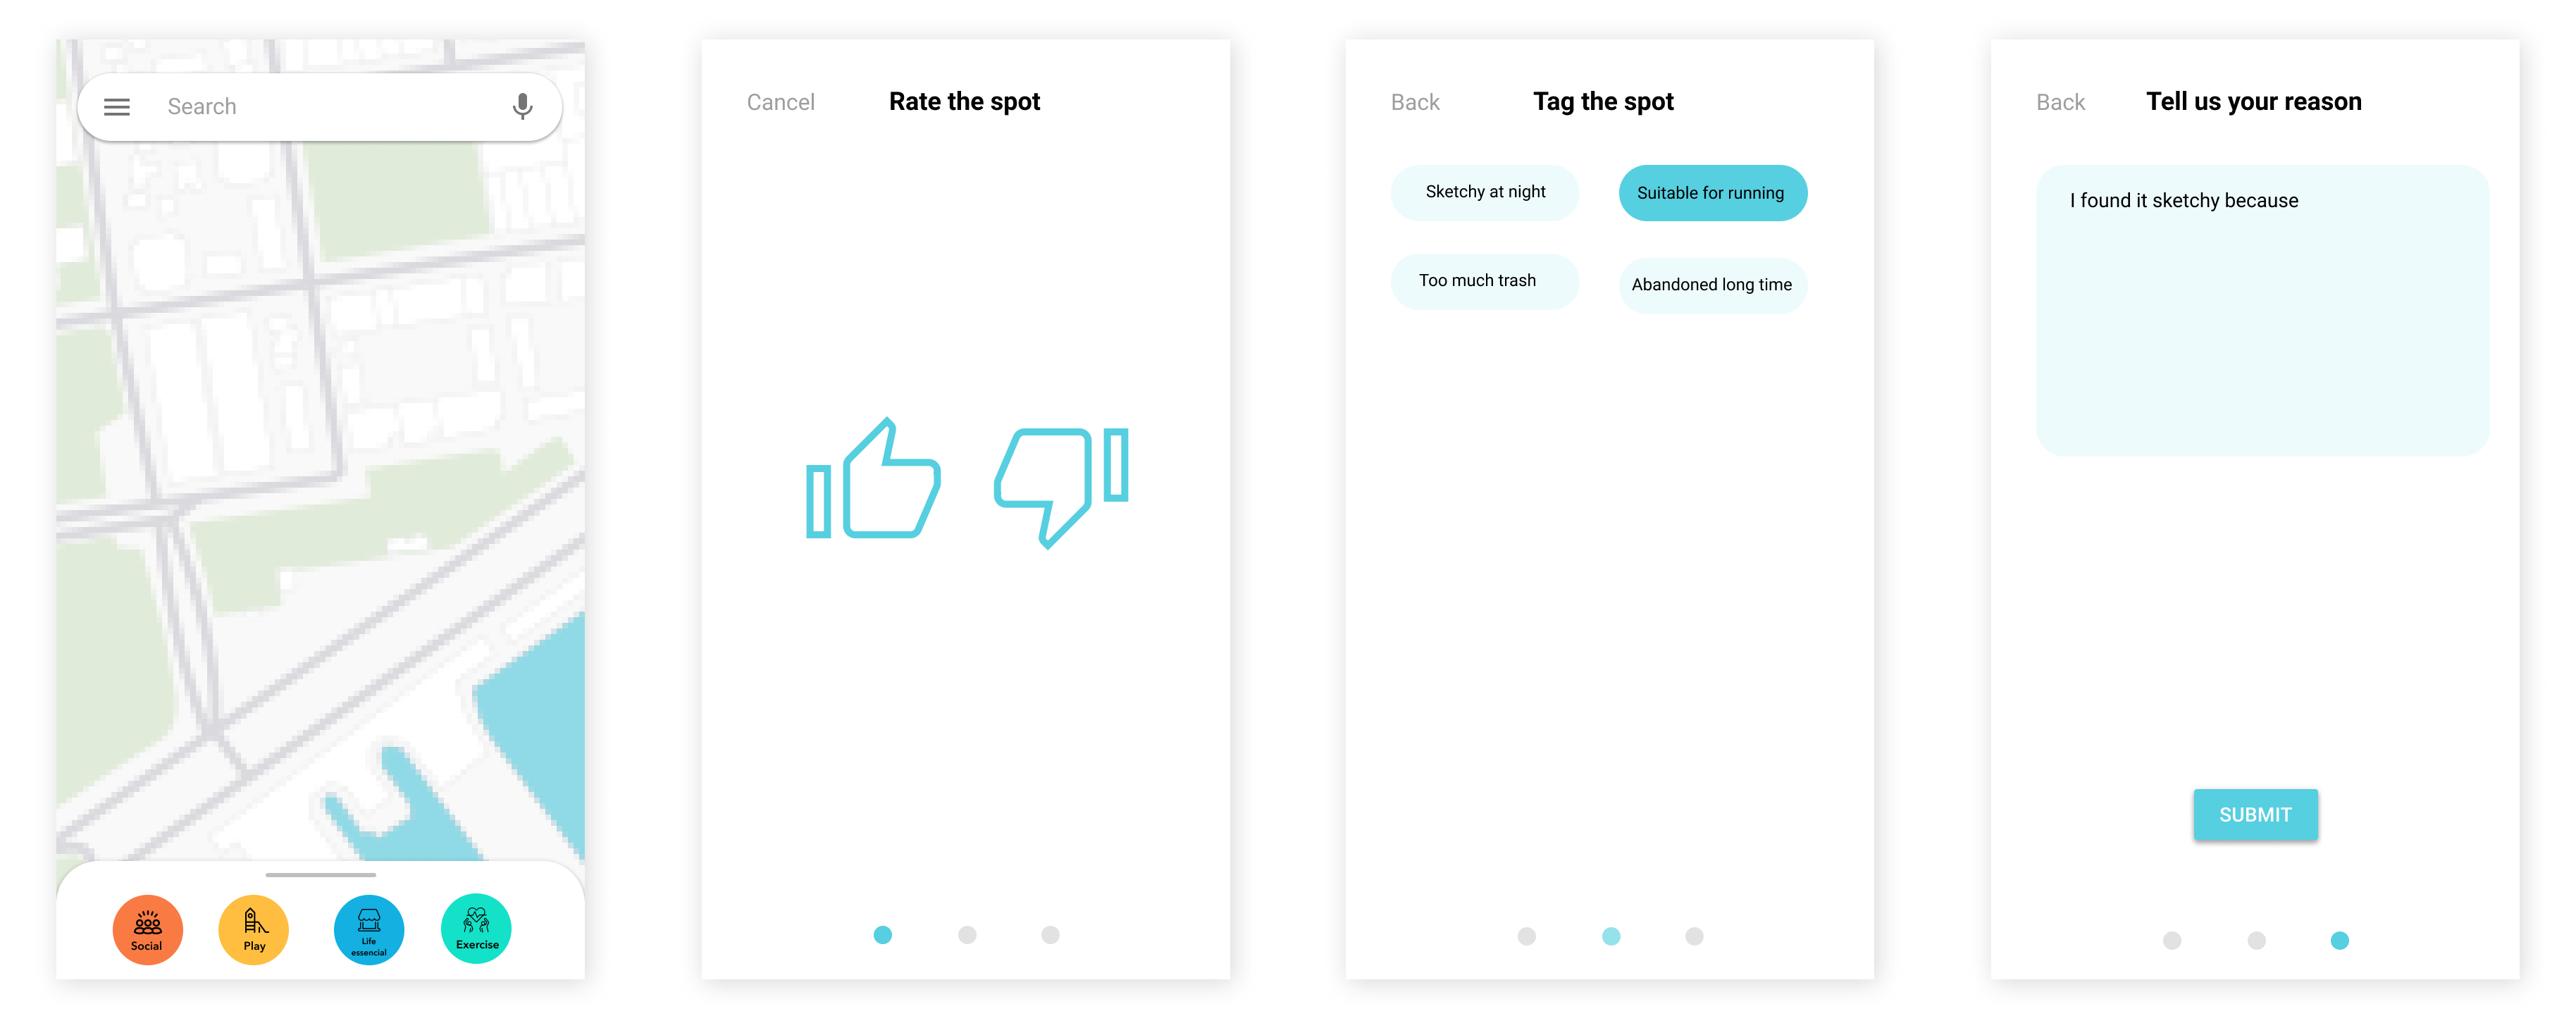 Search
Social
Play
Life
essencial
Exercise
Cancel
Rate the spot
Back
Tag the spot
Sketchy at night
Suitable for running
Too much trash
Abandoned long time
Back
Tell us your reason
I found it sketchy because
SUBMIT